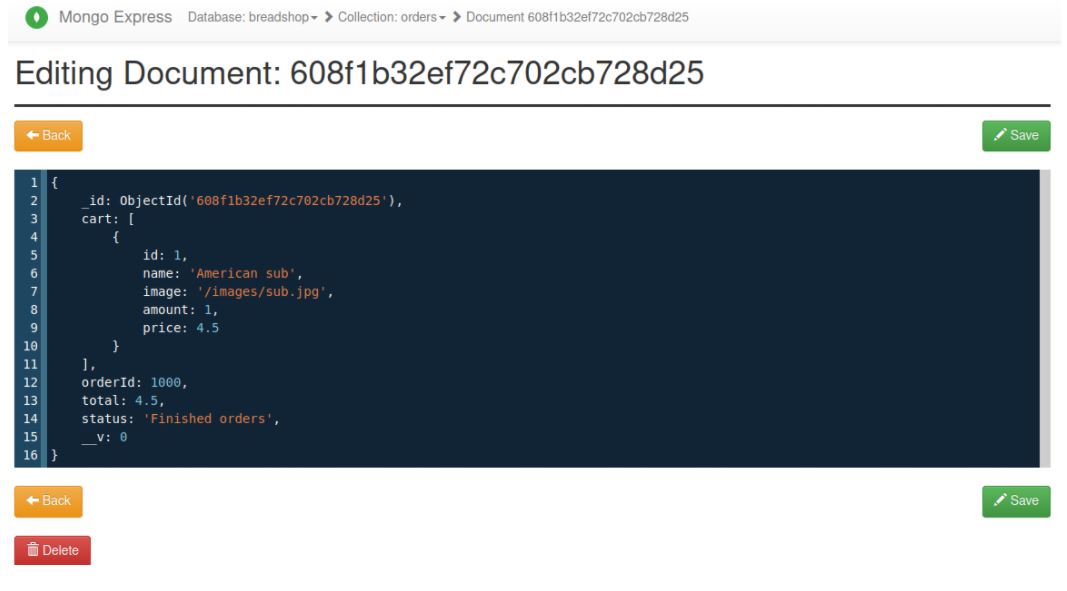 Mongo Express Database: breadshop Collection: orders Document 608f1b32ef72c702cb728d25
Editing Document: 608f1b32ef72c702cb728d25
Back Save
1 {
2 _id: ObjectId('608f1b32ef72c702cb728d25'),
3 cart: [
4 {
5 id: 1,
6 name: 'American sub',
7 image: '/images/sub.jpg',
8 amount: 1,
9 price: 4.5
10 }
11 ],
12 orderId: 1000,
13 total: 4.5,
14 status: 'Finished orders',
15 __v: 0
16 }
Back Save
Delete